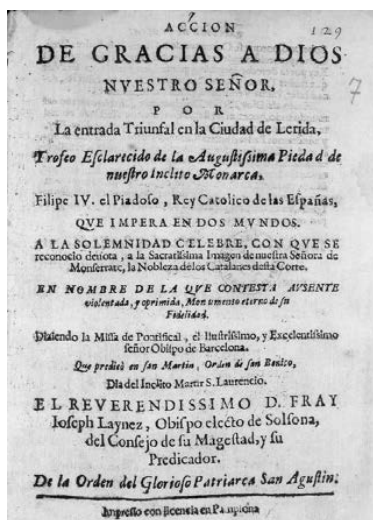 ACCION
129
DE GRACIAS A DIOS
7
NVESTRO SEÑOR.
POR
La entrada Triunfal en la Ciudad de Lerida,
Trofeo Esclarecido de la Augustissima Piedad de
nuestro Inclito Monarca,
Filipe IV. el Piadoso, Rey Catolico de las Españas,
QVE IMPERA EN DOS MVNDOS.
A LA SOLEMNIDAD CELEBRE, CON QVE SE
reconoció devota, a la Sacratissima Imagen de nuestra Señora de
Monserrate, la Nobleza de los Catalanes desta Corte.
EN NOMBRE DE LA QVE CONTESTA AVSENTE
violentada, y oprimida, Monumento eterno de su
Fidelidad.
Diziendo la Missa de Pontifical, el Ilustrissimo, y Excelentissimo
señor Obispo de Barcelona.
Que predicò en san Martin, Orden de san Benito,
Dia del Inclito Martir S. Laurencio.
EL REVERENDISSIMO D. FRAY
Ioseph Laynez, Obispo electo de Solsona,
del Consejo de su Magestad, y su
Predicador.
De la Orden del Glorioso Patriarca San Agustin.
Impresso con licencia en Pamplona